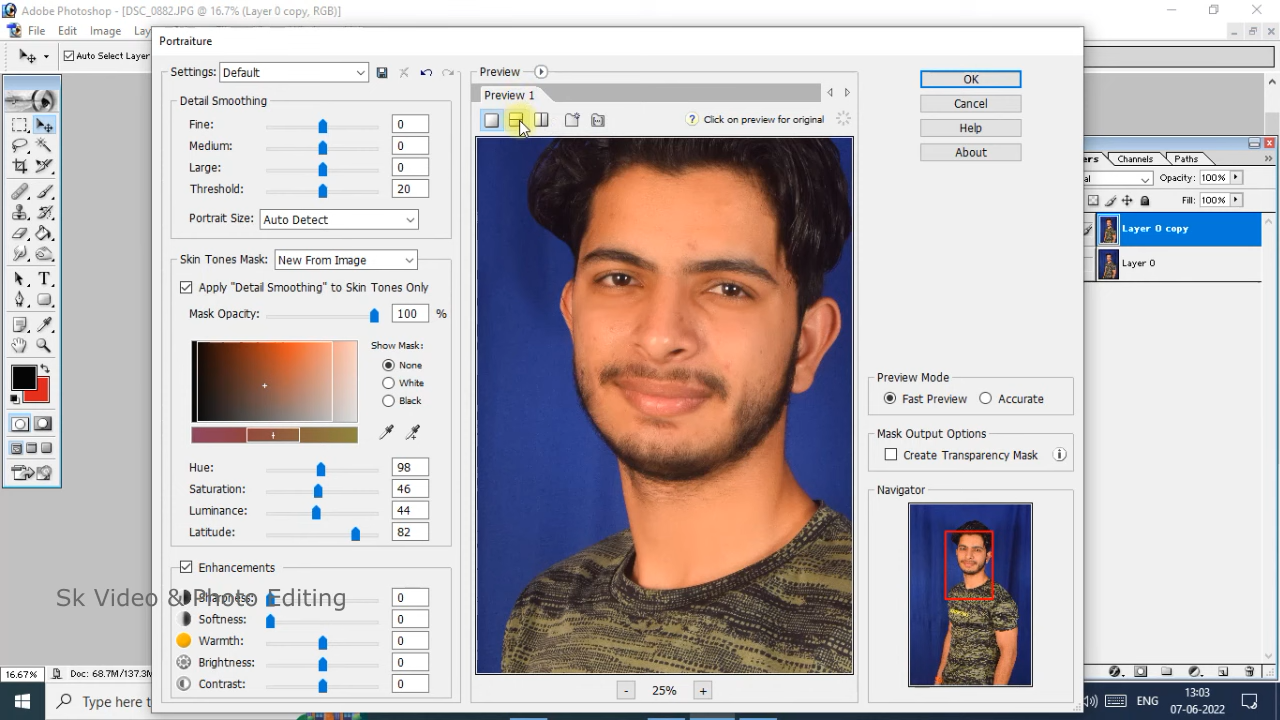 Adobe Photoshop - [DSC_0882.JPG @ 16.7% (Layer 0 copy, RGB)]
File Edit Image
Auto Select Layer
Portraiture
Settings: Default
Detail Smoothing
Fine: 0
Medium: 0
Large: 0
Threshold: 20
Portrait Size: Auto Detect
Skin Tones Mask: New From Image
Apply "Detail Smoothing" to Skin Tones Only
Mask Opacity: 100 %
Show Mask:
None
White
Black
Hue: 98
Saturation: 46
Luminance: 44
Latitude: 82
Enhancements
Sharpness: 0
Softness: 0
Warmth: 0
Brightness: 0
Contrast: 0
Sk Video & Photo Editing
Preview
Preview 1
? Click on preview for original
- 25% +
OK
Cancel
Help
About
Preview Mode
Fast Preview Accurate
Mask Output Options
Create Transparency Mask
Navigator
Channels Paths
Opacity: 100%
Fill: 100%
Layer 0 copy
Layer 0
16.67% Doc: 68.7M/137.3M
Type here
ENG
13:03
07-06-2022